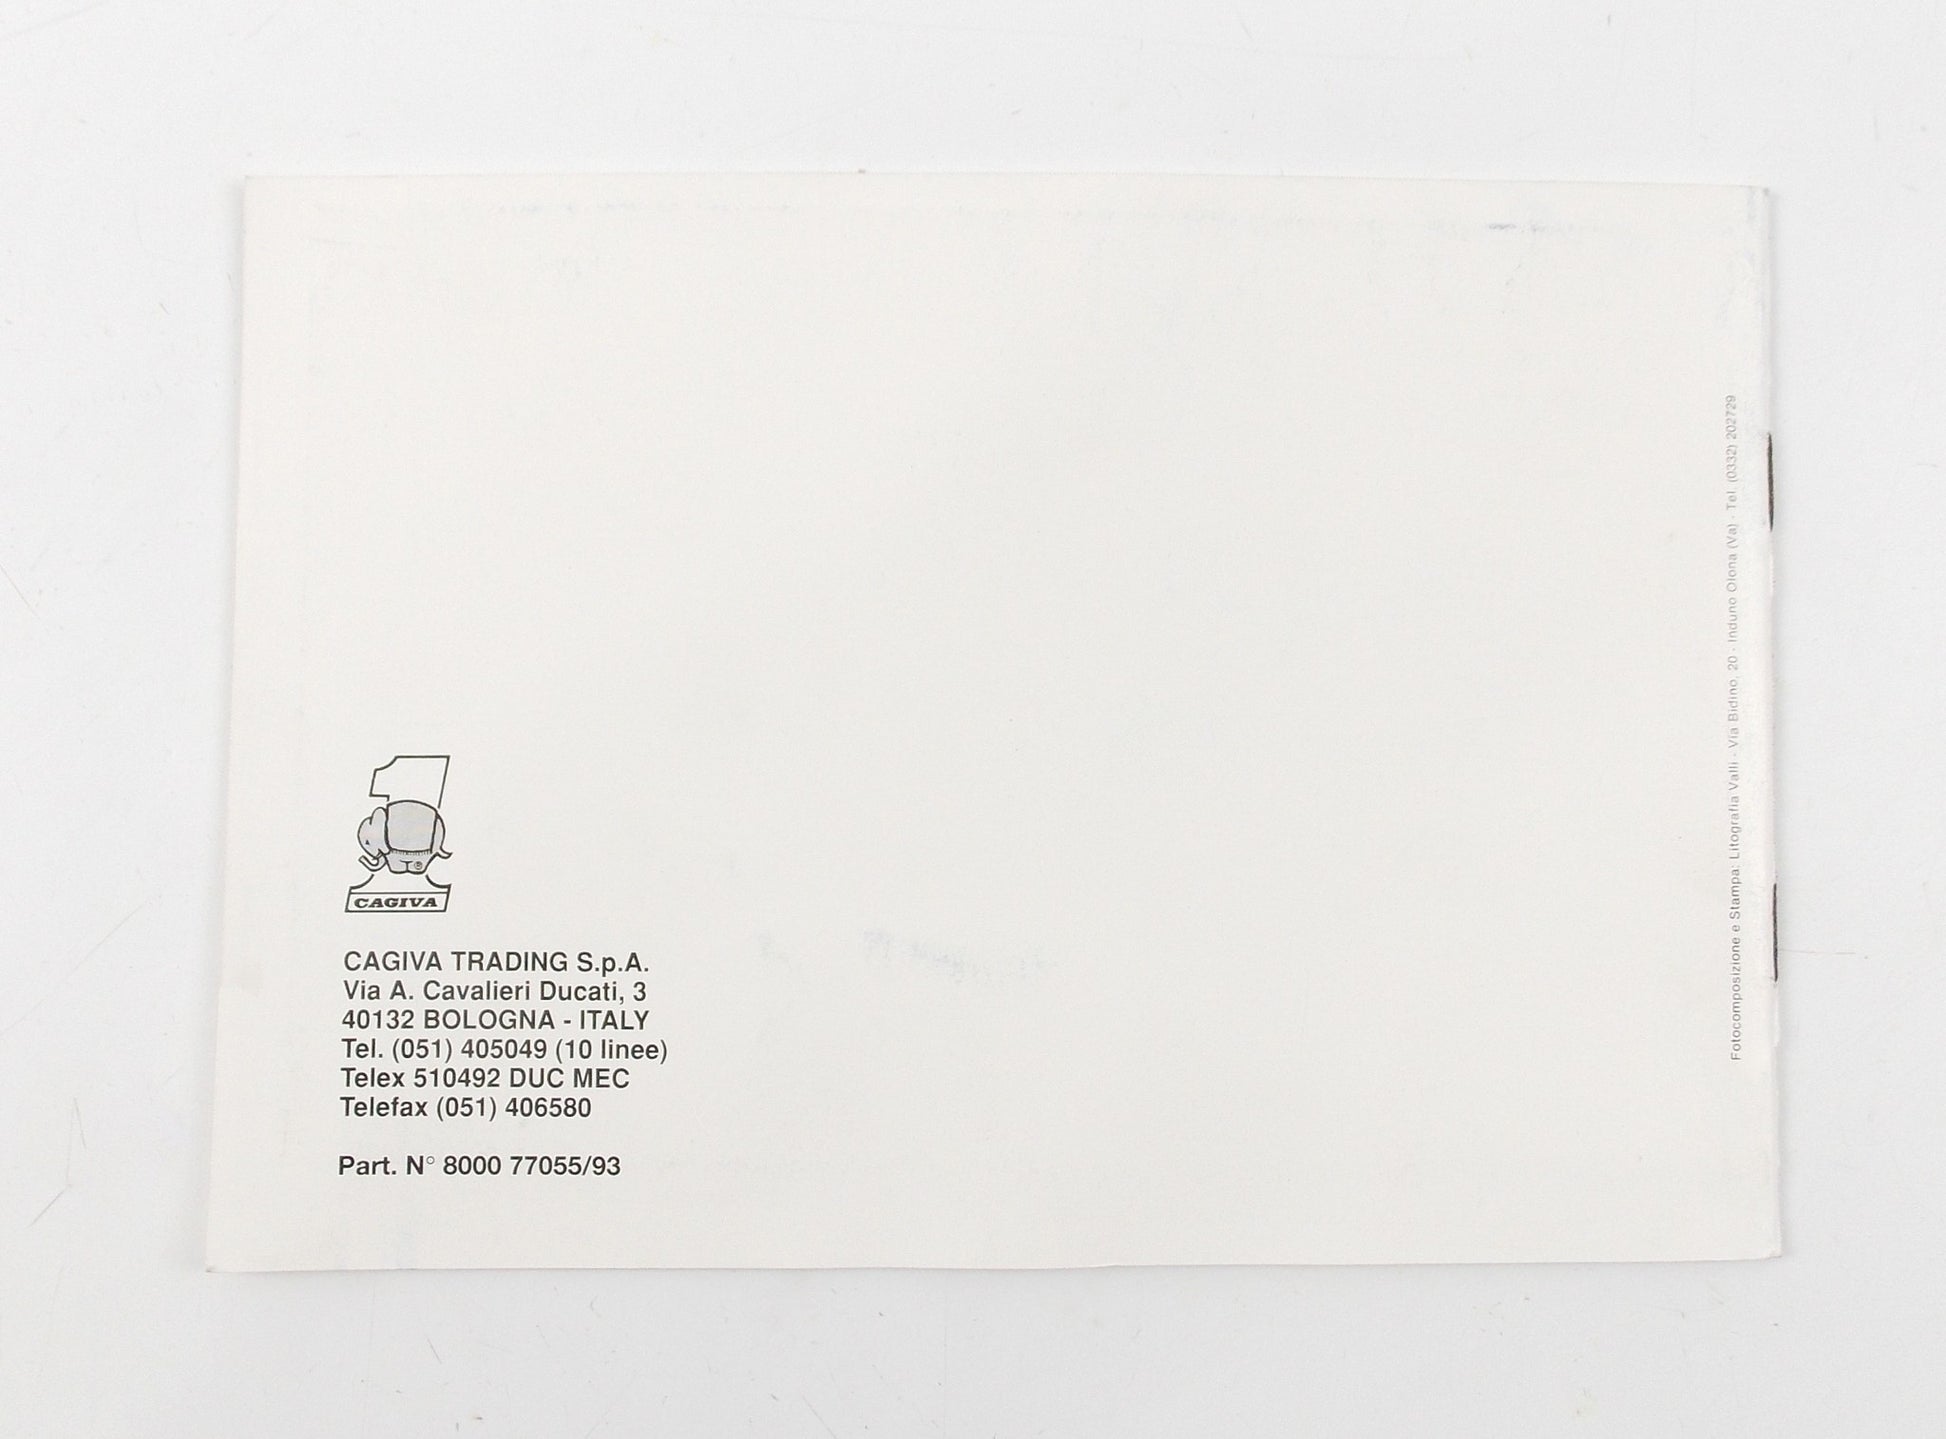 CAGIVA
CAGIVA TRADING S.p.A.
Via A. Cavalieri Ducati, 3
40132 BOLOGNA - ITALY
Tel. (051) 405049 (10 linee)
Telex 510492 DUC MEC
Telefax (051) 406580
Part. N° 8000 77055/93
Fotocomposizione e Stampa: Litografia Valli - Via Bidino, 20 - Induno Olona (Va) - Tel. (0332) 202729